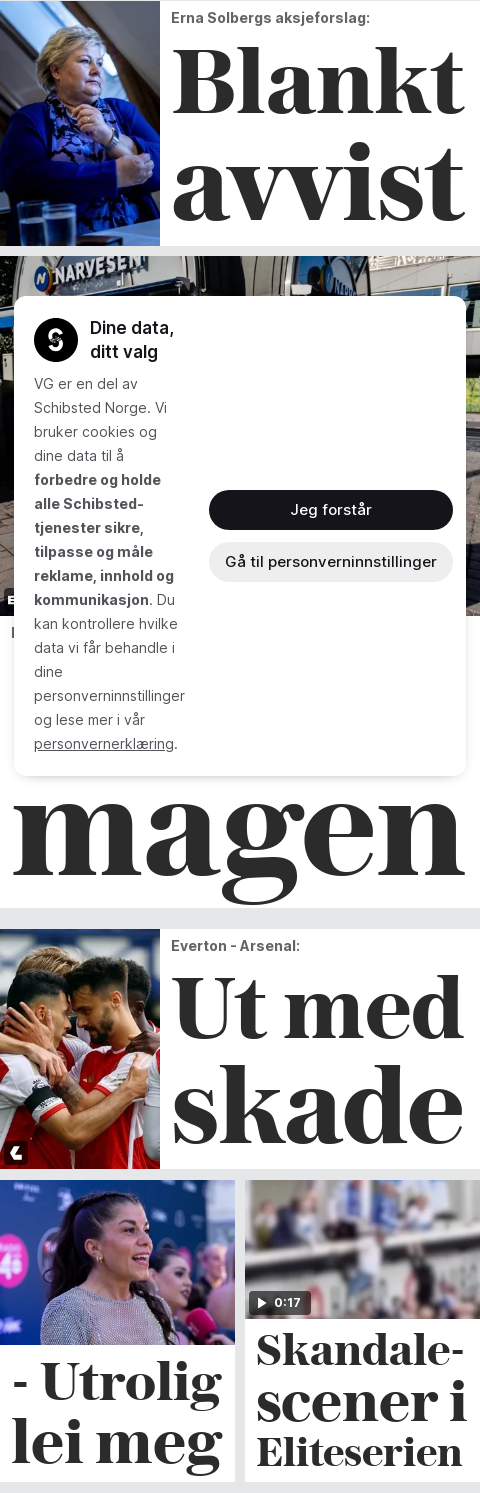 Erna Solbergs aksjeforslag:
Blankt
avvist
NARVESEN
Dine data,
ditt valg
VG er en del av
Schibsted Norge. Vi
bruker cookies og
dine data til å
forbedre og holde
alle Schibsted-
tjenester sikre,
tilpasse og måle
reklame, innhold og
kommunikasjon. Du
kan kontrollere hvilke
data vi får behandle i
dine
personverninnstillinger
og lese mer i vår
personvernerklæring.
Jeg forstår
Gå til personverninnstillinger
magen
Everton - Arsenal:
Ut med
skade
- Utrolig
lei meg
0:17
Skandale-
scener i
Eliteserien